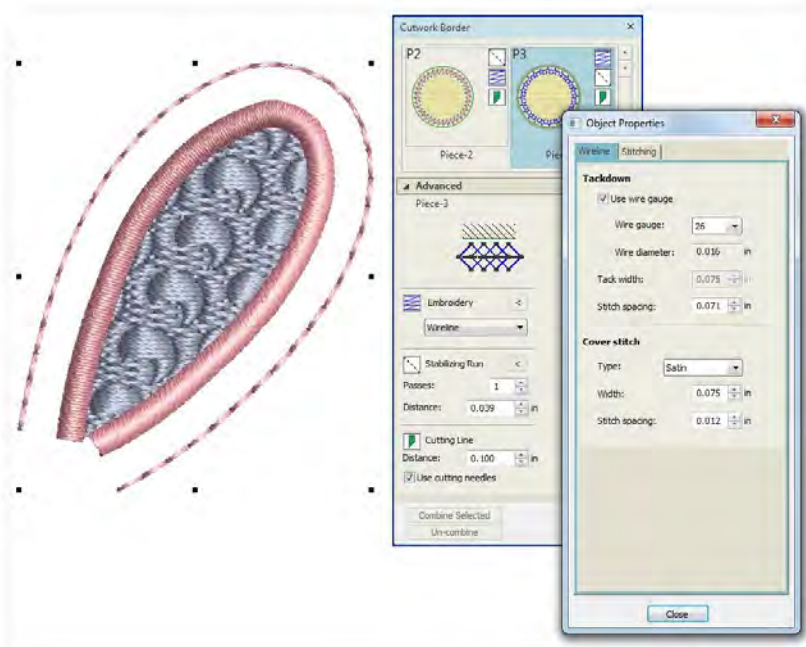 Cutwork Border
P2
P3
Piece-2
Advanced
Piece-3
Embroidery
<
Wireline
Stabilizing Run
<
Passes: 1
Distance: 0.039 in
Cutting Line
Distance: 0.100 in
Use cutting needles
Combine Selected
Un-combine
Object Properties
Wireline Stitching
Tackdown
Use wire gauge
Wire gauge: 26
Wire diameter: 0.016 in
Tack width: 0.075 in
Stitch spacing: 0.071 in
Cover stitch
Type: Satin
Width: 0.075 in
Stitch spacing: 0.012 in
Close